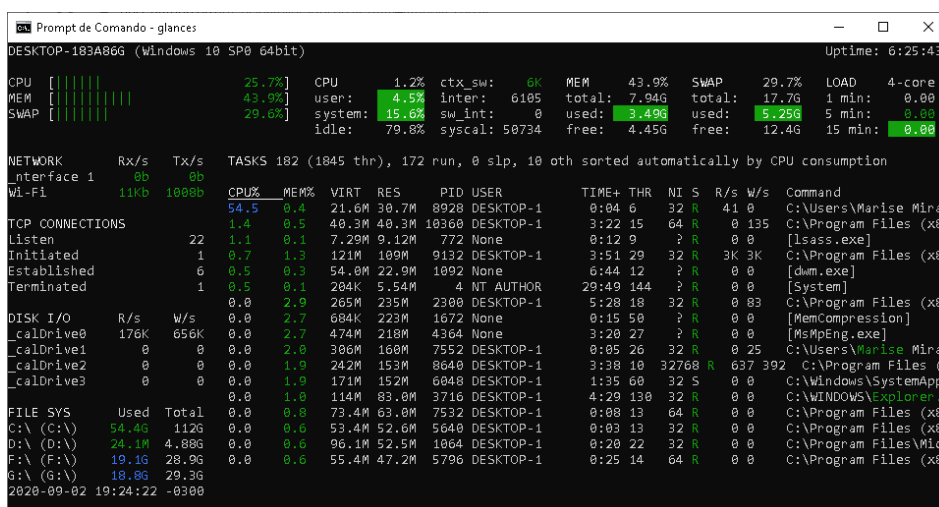 Prompt de Comando - glances
DESKTOP-183A86G (Windows 10 SP0 64bit) Uptime: 6:25:43
CPU [|||||| 25.7%] CPU 1.2% ctx_sw: 6K MEM 43.9% SWAP 29.7% LOAD 4-core
MEM [|||||||||| 43.9%] user: 4.5% inter: 6105 total: 7.94G total: 17.7G 1 min: 0.00
SWAP [||||||| 29.6%] system: 15.6% sw_int: 0 used: 3.49G used: 5.25G 5 min: 0.00
idle: 79.8% syscal: 50734 free: 4.45G free: 12.4G 15 min: 0.00
NETWORK Rx/s Tx/s TASKS 182 (1845 thr), 172 run, 0 slp, 10 oth sorted automatically by CPU consumption
_nterface 1 0b 0b
Wi-Fi 11Kb 1008b CPU% MEM% VIRT RES PID USER TIME+ THR NI S R/s W/s Command
54.5 0.4 21.6M 30.7M 8928 DESKTOP-1 0:04 6 32 R 41 0 C:\Users\Marise Mira
TCP CONNECTIONS 1.4 0.5 40.3M 40.3M 10360 DESKTOP-1 3:22 15 64 R 0 135 C:\Program Files (x8
Listen 22 1.1 0.1 7.29M 9.12M 772 None 0:12 9 ? R 0 0 [lsass.exe]
Initiated 1 0.7 1.3 121M 109M 9132 DESKTOP-1 3:51 29 32 R 3K 3K C:\Program Files (x8
Established 6 0.5 0.3 54.0M 22.9M 1092 None 6:44 12 ? R 0 0 [dwm.exe]
Terminated 1 0.5 0.1 204K 5.54M 4 NT AUTHOR 29:49 144 ? R 0 0 [System]
0.0 2.9 265M 235M 2300 DESKTOP-1 5:28 18 32 R 0 83 C:\Program Files (x8
DISK I/O R/s W/s 0.0 2.7 684K 223M 1672 None 0:15 50 ? R 0 0 [MemCompression]
_calDrive0 176K 656K 0.0 2.7 474M 218M 4364 None 3:20 27 ? R 0 0 [MsMpEng.exe]
_calDrive1 0 0 0.0 2.0 306M 160M 7552 DESKTOP-1 0:05 26 32 R 0 25 C:\Users\Marise Mira
_calDrive2 0 0 0.0 1.9 242M 153M 8640 DESKTOP-1 3:38 10 32768 R 637 392 C:\Program Files (
_calDrive3 0 0 0.0 1.9 171M 152M 6048 DESKTOP-1 1:35 60 32 S 0 0 C:\Windows\SystemApp
0.0 1.0 114M 83.0M 3716 DESKTOP-1 4:29 130 32 R 0 0 C:\WINDOWS\Explorer.
FILE SYS Used Total 0.0 0.8 73.4M 63.0M 7532 DESKTOP-1 0:08 13 64 R 0 0 C:\Program Files (x8
C:\ (C:\) 54.4G 112G 0.0 0.6 53.4M 52.6M 5640 DESKTOP-1 0:03 13 32 R 0 0 C:\Program Files (x8
D:\ (D:\) 24.1M 4.88G 0.0 0.6 96.1M 52.5M 1064 DESKTOP-1 0:20 22 32 R 0 0 C:\Program Files\Mic
F:\ (F:\) 19.1G 28.9G 0.0 0.6 55.4M 47.2M 5796 DESKTOP-1 0:25 14 64 R 0 0 C:\Program Files (x8
G:\ (G:\) 18.8G 29.3G
2020-09-02 19:24:22 -0300